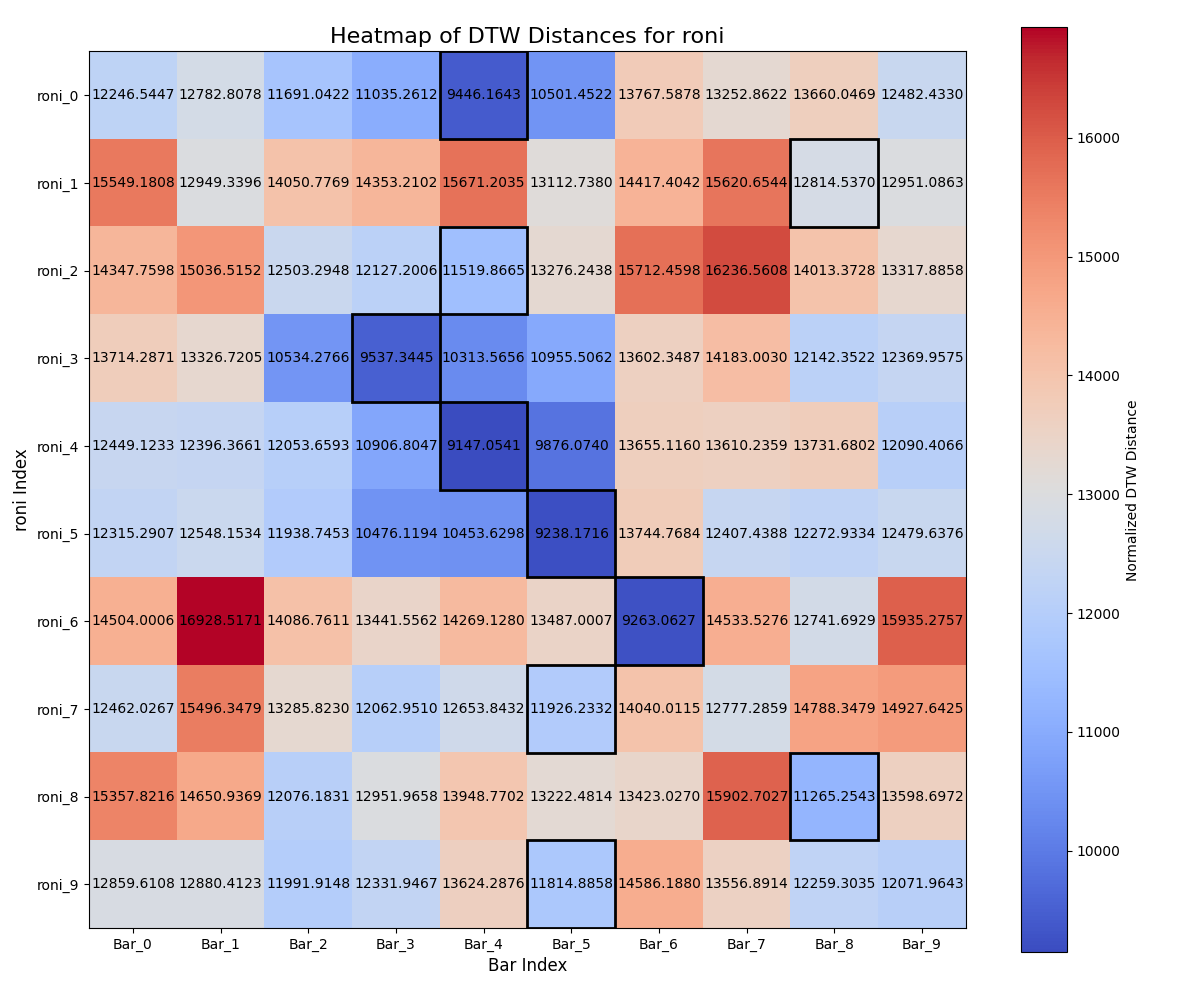 Heatmap of DTW Distances for roni
roni_0 12246.5447 12782.8078 11691.0422 11035.2612 9446.1643 10501.4522 13767.5878 13252.8622 13660.0469 12482.4330
roni_1 15549.1808 12949.3396 14050.7769 14353.2102 15671.2035 13112.7380 14417.4042 15620.6544 12814.5370 12951.0863
roni_2 14347.7598 15036.5152 12503.2948 12127.2006 11519.8665 13276.2438 15712.4598 16236.5608 14013.3728 13317.8858
roni_3 13714.2871 13326.7205 10534.2766 9537.3445 10313.5656 10955.5062 13602.3487 14183.0030 12142.3522 12369.9575
roni_4 12449.1233 12396.3661 12053.6593 10906.8047 9147.0541 9876.0740 13655.1160 13610.2359 13731.6802 12090.4066
roni_5 12315.2907 12548.1534 11938.7453 10476.1194 10453.6298 9238.1716 13744.7684 12407.4388 12272.9334 12479.6376
roni_6 14504.0006 16928.5171 14086.7611 13441.5562 14269.1280 13487.0007 9263.0627 14533.5276 12741.6929 15935.2757
roni_7 12462.0267 15496.3479 13285.8230 12062.9510 12653.8432 11926.2332 14040.0115 12777.2859 14788.3479 14927.6425
roni_8 15357.8216 14650.9369 12076.1831 12951.9658 13948.7702 13222.4814 13423.0270 15902.7027 11265.2543 13598.6972
roni_9 12859.6108 12880.4123 11991.9148 12331.9467 13624.2876 11814.8858 14586.1880 13556.8914 12259.3035 12071.9643
Bar_0 Bar_1 Bar_2 Bar_3 Bar_4 Bar_5 Bar_6 Bar_7 Bar_8 Bar_9
Bar Index
roni Index
16000
15000
14000
13000
12000
11000
10000
Normalized DTW Distance